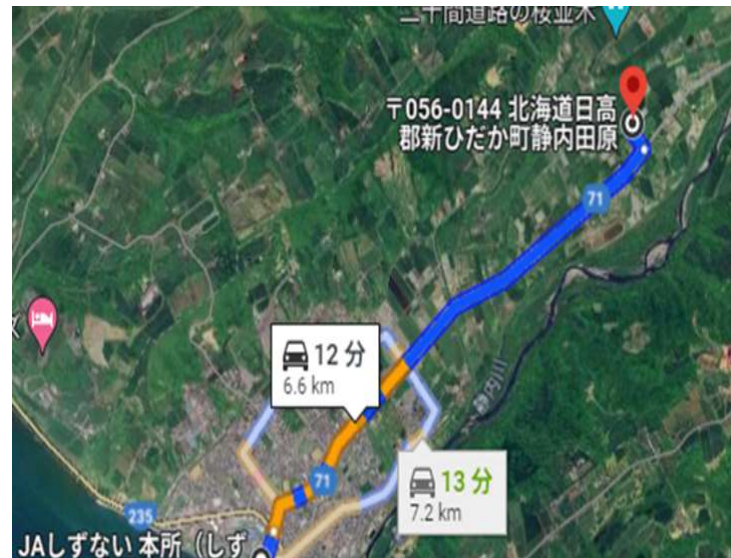 二十間道路の桜並木
〒056-0144 北海道日高
郡新ひだか町静内田原
71
12 分
6.6 km
静内川
71
13 分
7.2 km
235
JAしずない 本所（しず